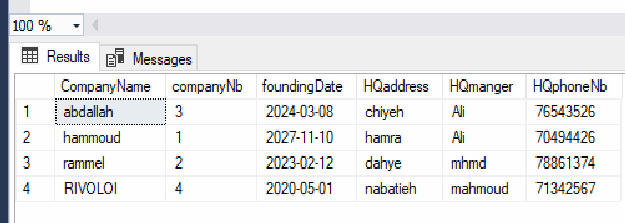 100 %
Results Messages
CompanyName companyNb foundingDate HQaddress HQmanger HQphoneNb
1 abdallah 3 2024-03-08 chiyeh Ali 76543526
2 hammoud 1 2027-11-10 hamra Ali 70494426
3 rammel 2 2023-02-12 dahye mhmd 78861374
4 RIVOLOI 4 2020-05-01 nabatieh mahmoud 71342567